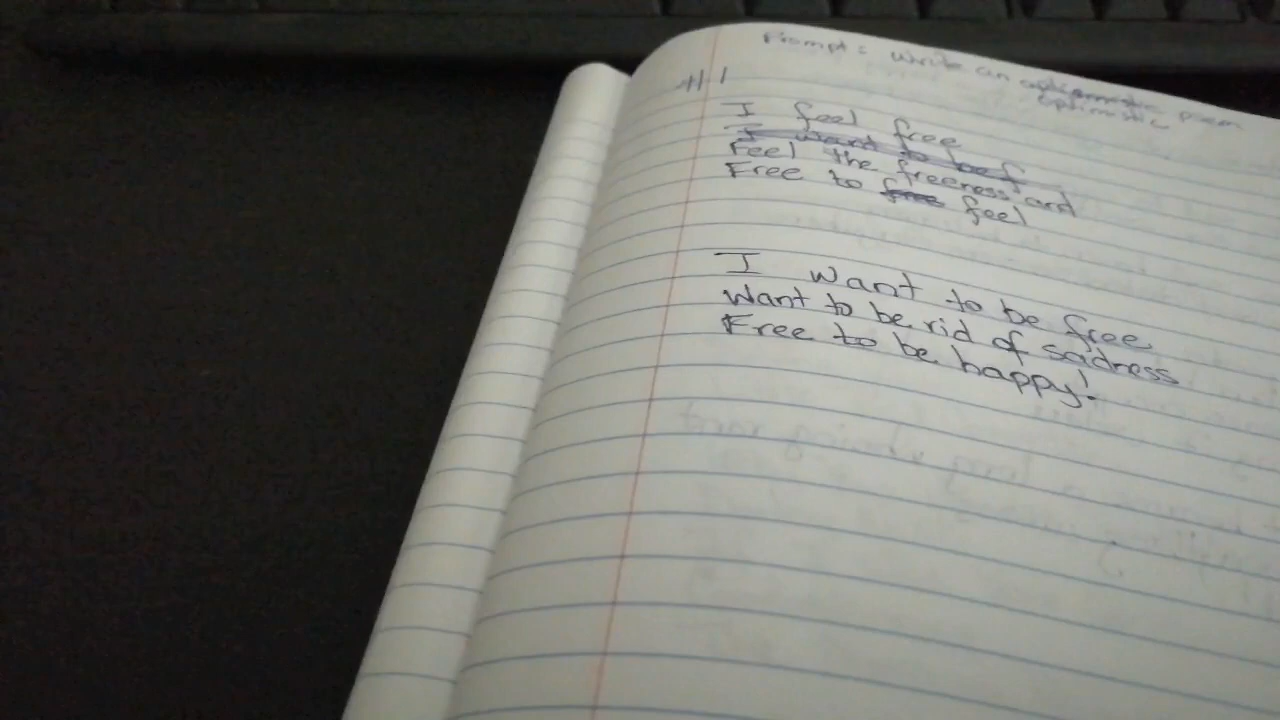 Prompt: Write an optimistic poem
#1
I feel free
I want to be f
Feel the freeness and
Free to free feel
I want to be free
Want to be rid of sadness
Free to be happy!